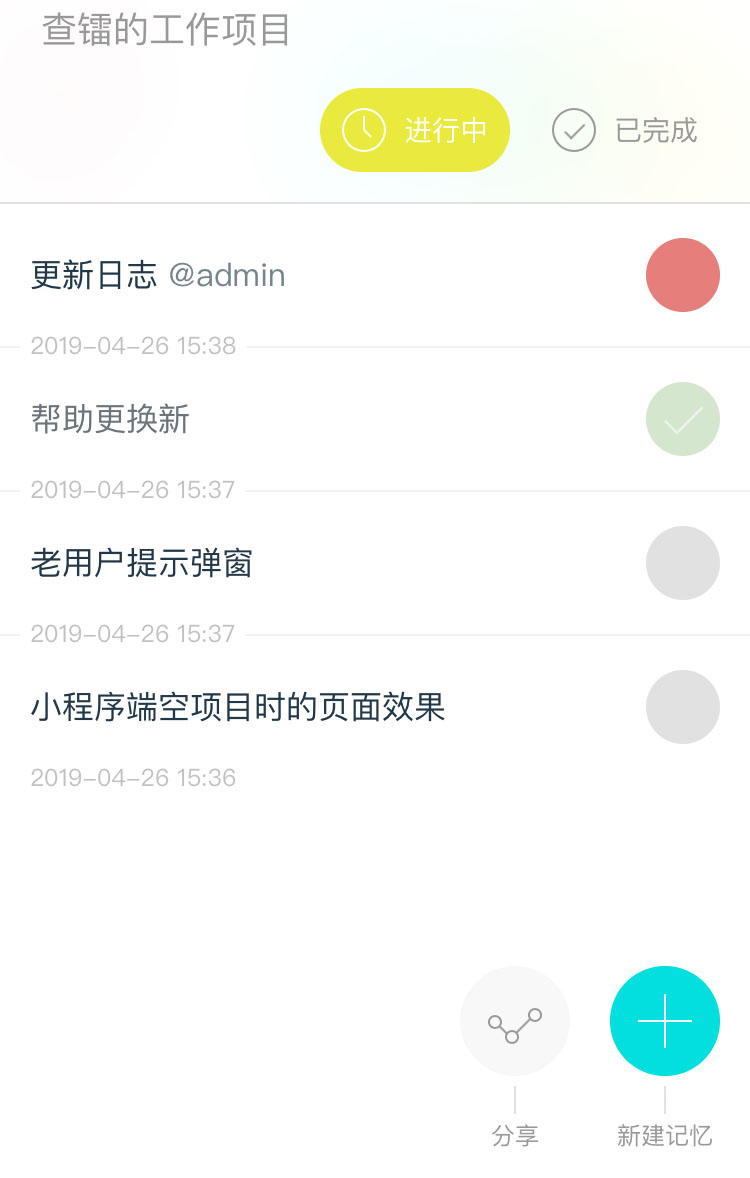 查镭的工作项目
进行中 已完成
更新日志 @admin
2019-04-26 15:38
帮助更换新
2019-04-26 15:37
老用户提示弹窗
2019-04-26 15:37
小程序端空项目时的页面效果
2019-04-26 15:36
分享 新建记忆